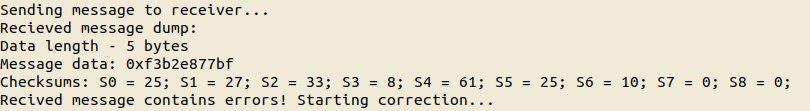 Sending message to receiver...
Recieved message dump:
Data length - 5 bytes
Message data: 0xf3b2e877bf
Checksums: S0 = 25; S1 = 27; S2 = 33; S3 = 8; S4 = 61; S5 = 25; S6 = 10; S7 = 0; S8 = 0;
Recived message contains errors! Starting correction...